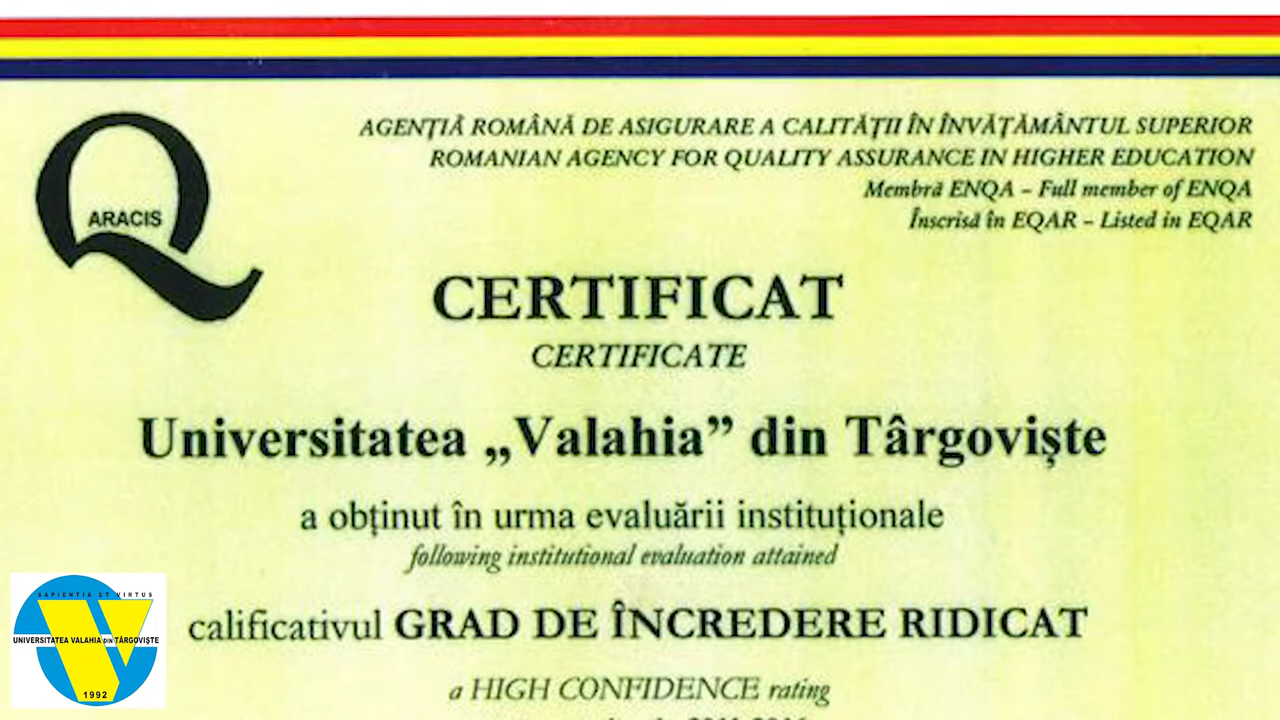 AGENȚIA ROMÂNĂ DE ASIGURARE A CALITĂȚII ÎN ÎNVĂȚĂMÂNTUL SUPERIOR
ROMANIAN AGENCY FOR QUALITY ASSURANCE IN HIGHER EDUCATION
Membră ENQA – Full member of ENQA
Înscrisă în EQAR – Listed in EQAR
ARACIS
CERTIFICAT
CERTIFICATE
Universitatea „Valahia” din Târgoviște
a obținut în urma evaluării instituționale
following institutional evaluation attained
calificativul GRAD DE ÎNCREDERE RIDICAT
a HIGH CONFIDENCE rating
SAPIENTIA ET VIRTUS
UNIVERSITATEA VALAHIA DIN TÂRGOVIȘTE
1992